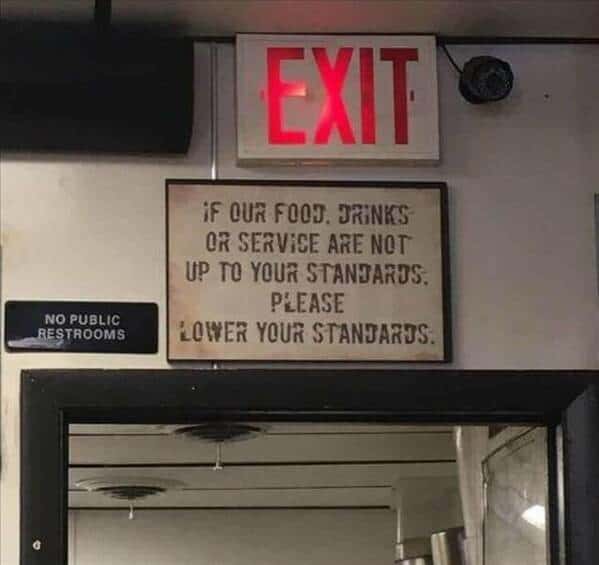 EXIT
IF OUR FOOD, DRINKS
OR SERVICE ARE NOT
UP TO YOUR STANDARDS,
PLEASE
LOWER YOUR STANDARDS.
NO PUBLIC
RESTROOMS